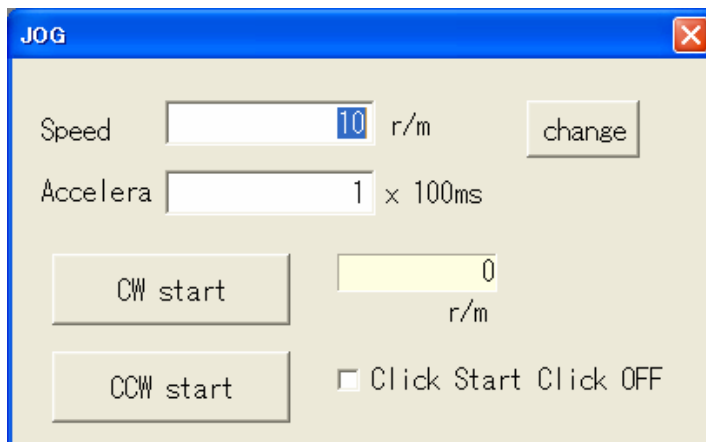 JOG
Speed 10 r/m change
Accelera 1 x 100ms
CW start 0
r/m
CCW start Click Start Click OFF